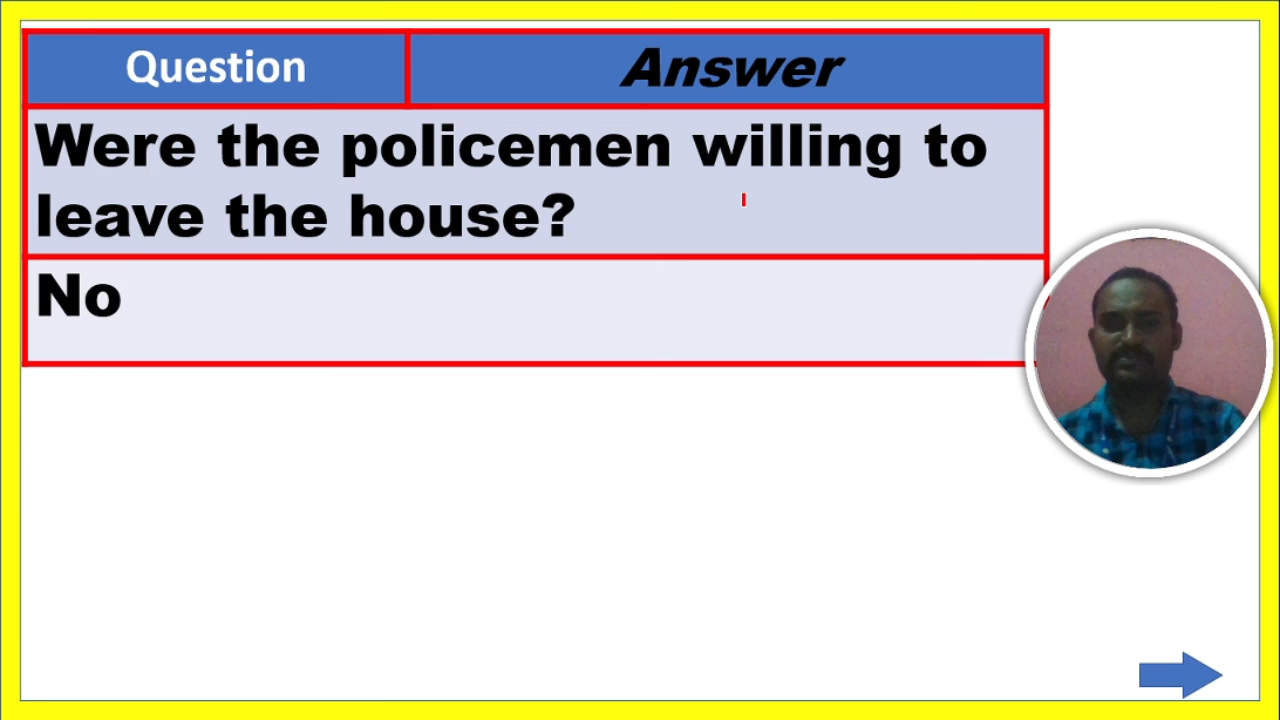 Question
Answer
Were the policemen willing to
leave the house?
No